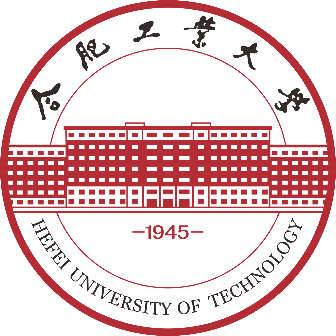 合肥工業大學
-1945-
HEFEI UNIVERSITY OF TECHNOLOGY